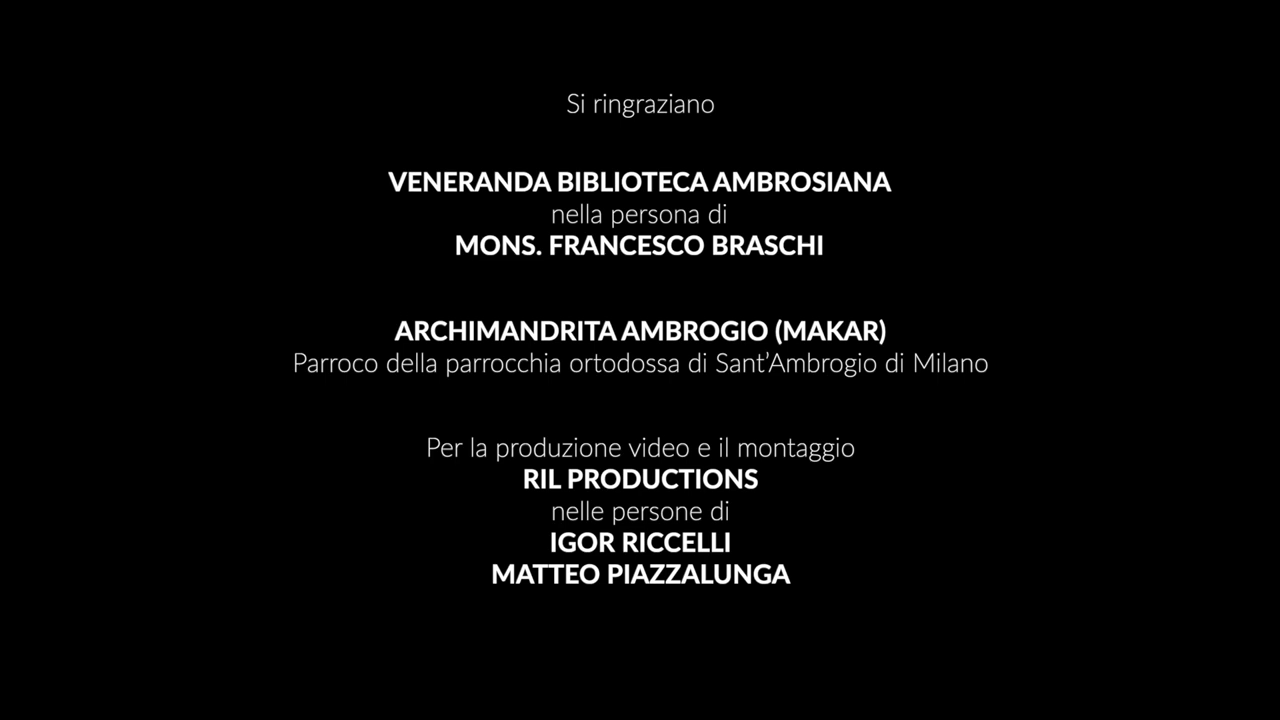 Si ringraziano
VENERANDA BIBLIOTECA AMBROSIANA
nella persona di
MONS. FRANCESCO BRASCHI
ARCHIMANDRITA AMBROGIO (MAKAR)
Parroco della parrocchia ortodossa di Sant’Ambrogio di Milano
Per la produzione video e il montaggio
RIL PRODUCTIONS
nelle persone di
IGOR RICCELLI
MATTEO PIAZZALUNGA